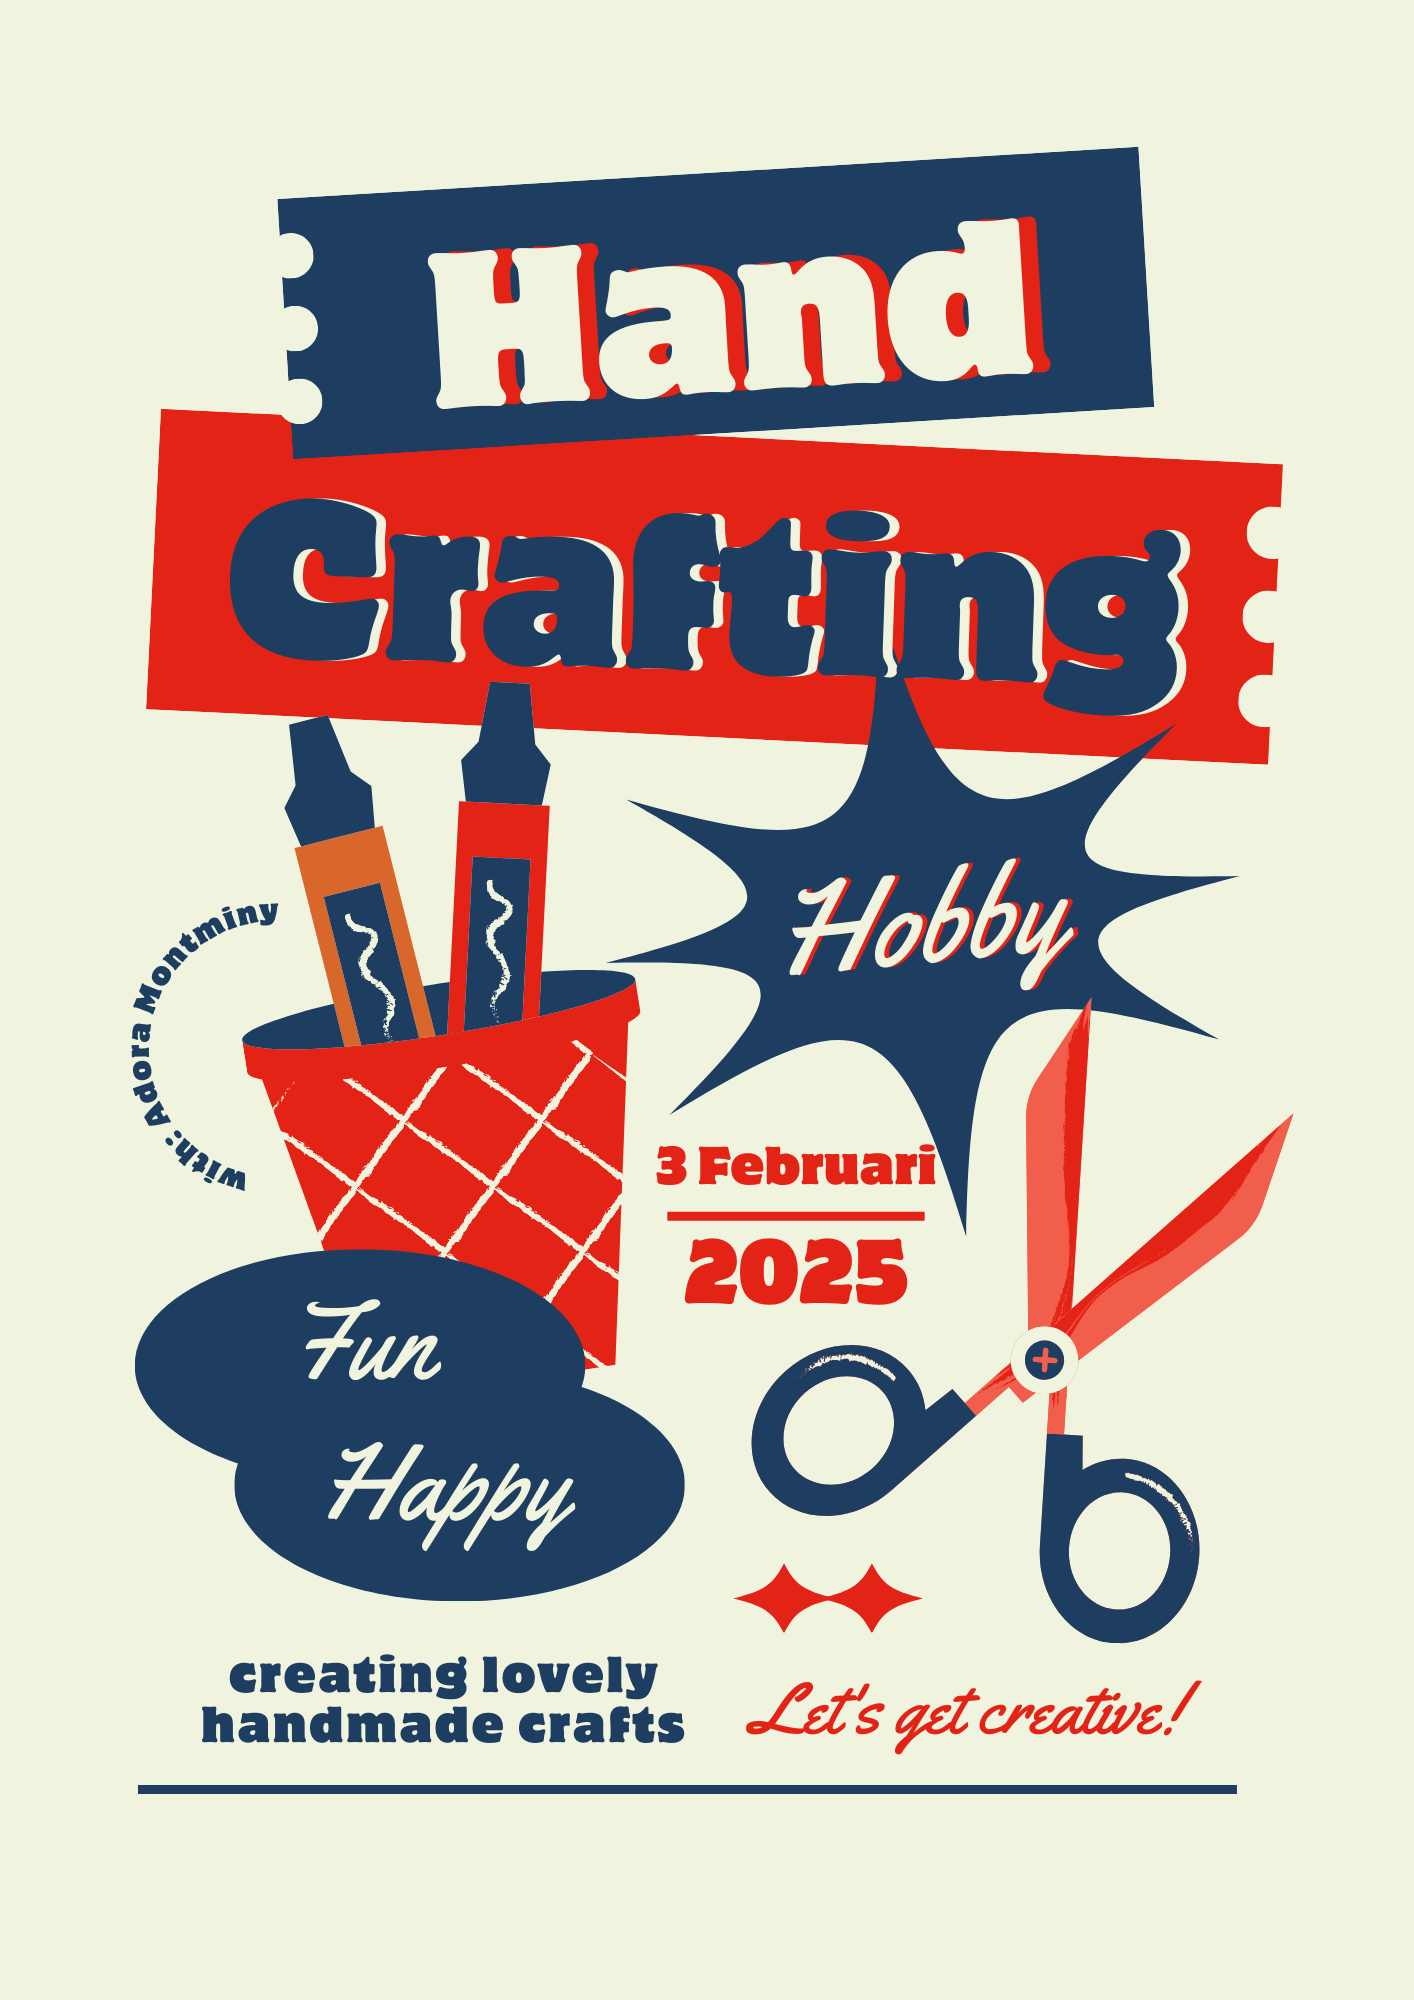 Hand
Crafting
Hobby
with: Adora Montminy
3 Februari
2025
Fun
Happy
creating lovely
handmade crafts
Let's get creative!